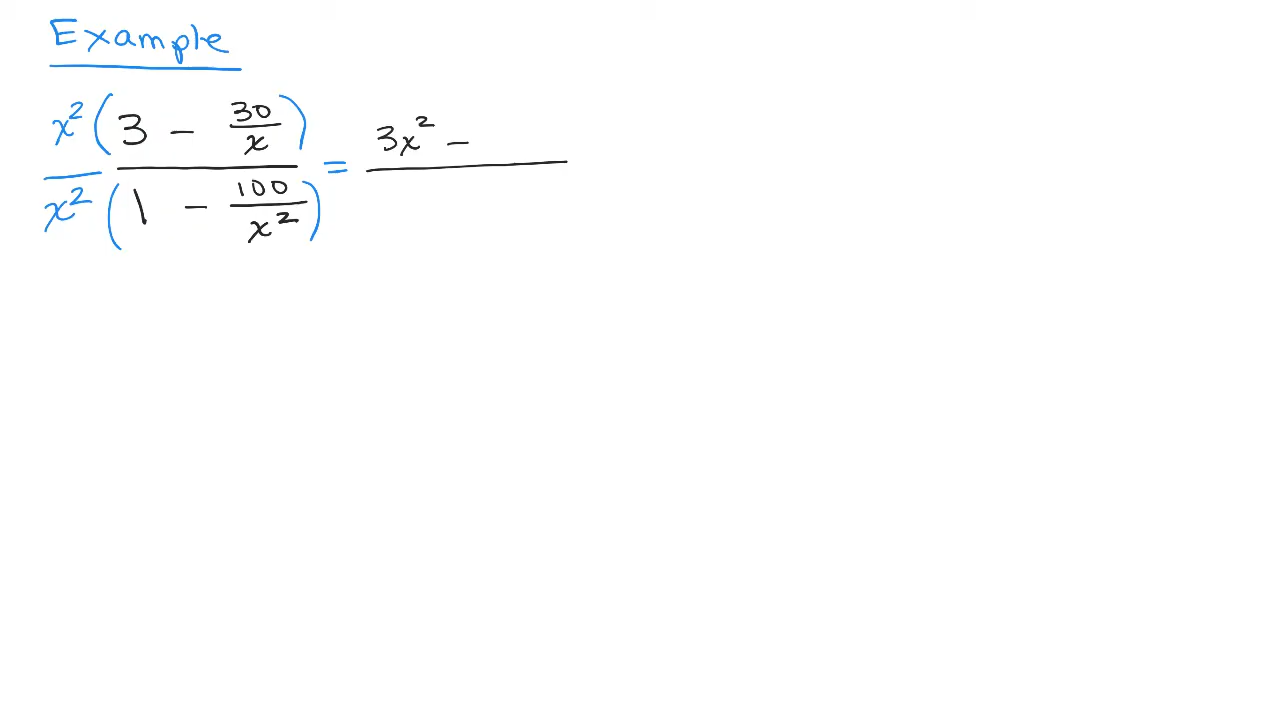 Example
x² ( 3 − 30/x ) / x² ( 1 − 100/x² ) = 3x² −